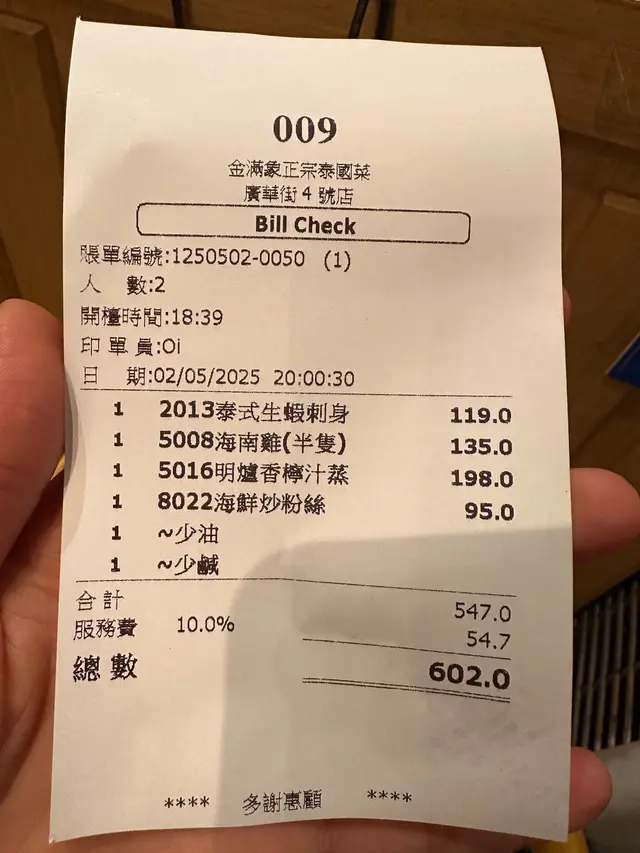 009
金滿象正宗泰國菜
廣華街4號店
Bill Check
賬單編號:1250502-0050 (1)
人 數:2
開檯時間:18:39
印單員:Oi
日 期:02/05/2025 20:00:30
1 2013泰式生蝦刺身 119.0
1 5008海南雞(半隻) 135.0
1 5016明爐香檸汁蒸 198.0
1 8022海鮮炒粉絲 95.0
1 ~少油
1 ~少鹹
合計 547.0
服務費 10.0% 54.7
總數 602.0
**** 多謝惠顧 ****